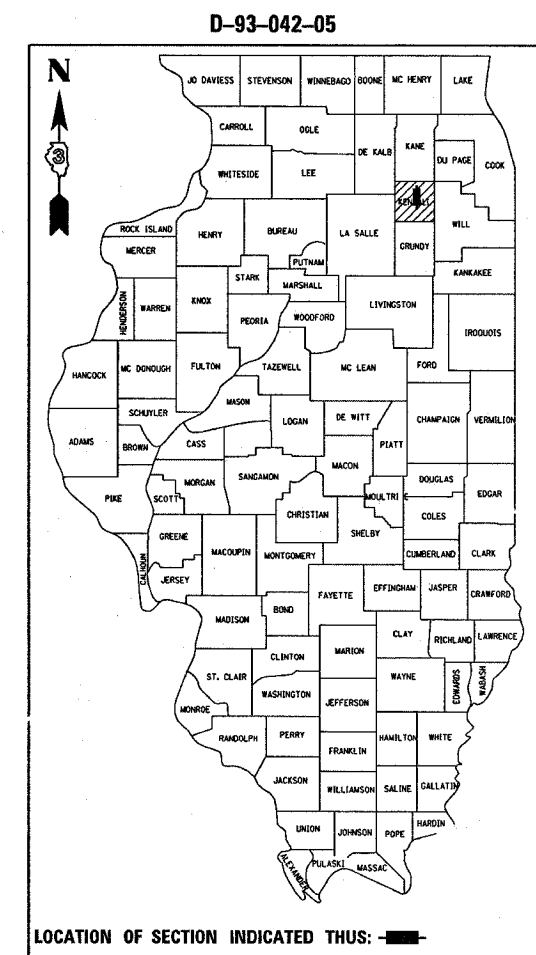 D-93-042-05
N
JO DAVIESS STEVENSON WINNEBAGO BOONE MC HENRY LAKE
CARROLL OGLE DE KALB KANE DU PAGE COOK
WHITESIDE LEE KENDALL WILL
ROCK ISLAND HENRY BUREAU LA SALLE GRUNDY
MERCER PUTNAM KANKAKEE
STARK MARSHALL
HENDERSON WARREN KNOX PEORIA WOODFORD LIVINGSTON IROQUOIS
HANCOCK MC DONOUGH FULTON TAZEWELL MC LEAN FORD
SCHUYLER MASON DE WITT CHAMPAIGN VERMILION
ADAMS BROWN CASS LOGAN PIATT
MACON
PIKE SCOTT MORGAN SANGAMON MOULTRI DOUGLAS EDGAR
CHRISTIAN COLES
GREENE SHELBY
CALHOUN MACOUPIN MONTGOMERY CUMBERLAND CLARK
JERSEY FAYETTE EFFINGHAM JASPER CRAWFORD
MADISON BOND
CLAY RICHLAND LAWRENCE
CLINTON MARION
ST. CLAIR WAYNE EDWARDS WABASH
WASHINGTON JEFFERSON
MONROE
RANDOLPH PERRY HAMILTON WHITE
FRANKLIN
JACKSON WILLIAMSON SALINE GALLATIN
UNION JOHNSON POPE HARDIN
ALEXANDER PULASKI MASSAC
LOCATION OF SECTION INDICATED THUS: